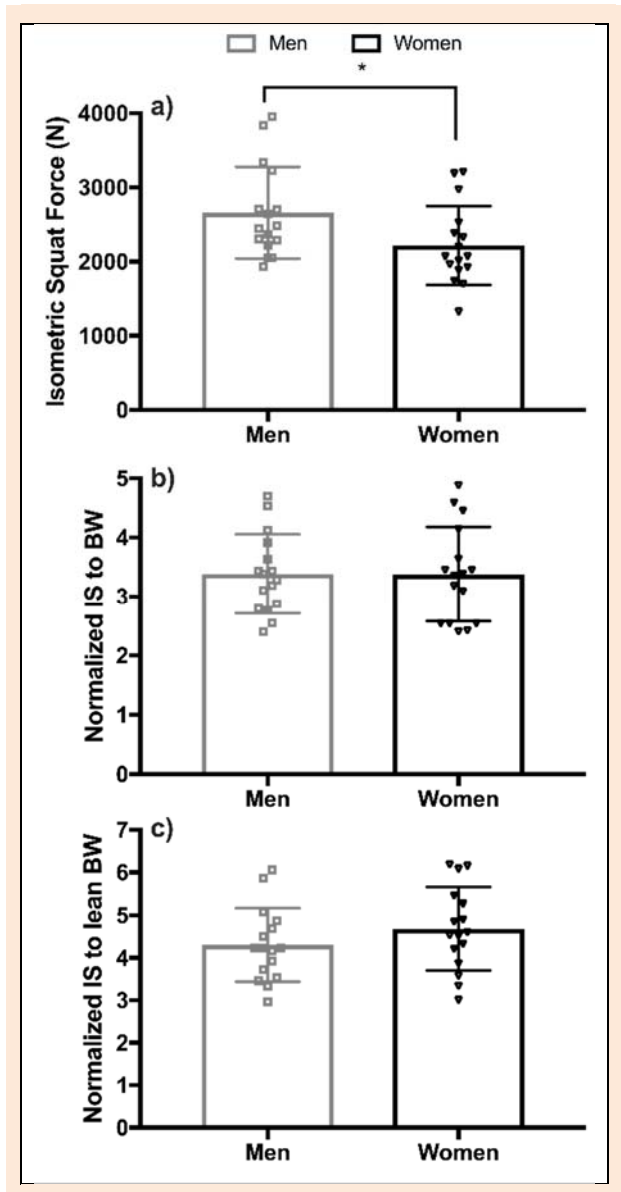 Men Women
*
a)
Isometric Squat Force (N)
4000
3000
2000
1000
0
Men Women
b)
Normalized IS to BW
5
4
3
2
1
0
Men Women
c)
Normalized IS to lean BW
7
6
5
4
3
2
1
0
Men Women